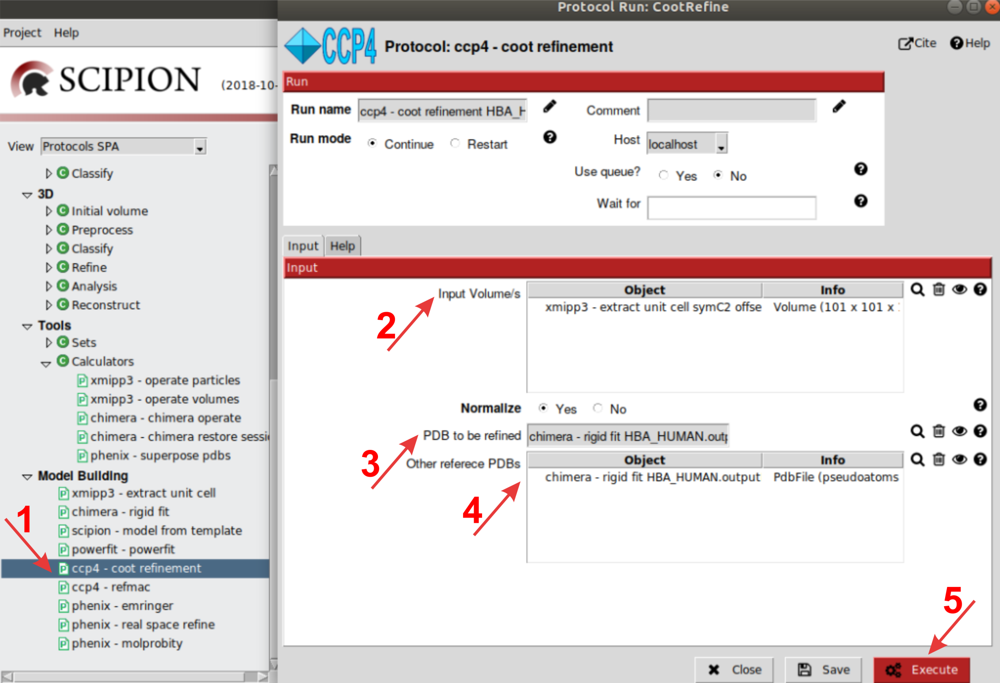 Protocol Run: CootRefine
Project Help
SCIPION (2018-10-
View Protocols SPA
Classify
3D
Initial volume
Preprocess
Classify
Refine
Analysis
Reconstruct
Tools
Sets
Calculators
xmipp3 - operate particles
xmipp3 - operate volumes
chimera - chimera operate
chimera - chimera restore sessi
phenix - superpose pdbs
Model Building
xmipp3 - extract unit cell
chimera - rigid fit
1
scipion - model from template
powerfit - powerfit
ccp4 - coot refinement
ccp4 - refmac
phenix - emringer
phenix - real space refine
phenix - molprobity
CCP4 Protocol: ccp4 - coot refinement
Cite Help
Run
Run name ccp4 - coot refinement HBA_H Comment
Run mode Continue Restart Host localhost
Use queue? Yes No
Wait for
Input Help
Input
Input Volume/s Object Info
xmipp3 - extract unit cell symC2 offse Volume (101 x 101 x
2
Normalize Yes No
PDB to be refined chimera - rigid fit HBA_HUMAN.outp
3
Other referece PDBs Object Info
chimera - rigid fit HBA_HUMAN.output PdbFile (pseudoatoms
4
5
Close Save Execute